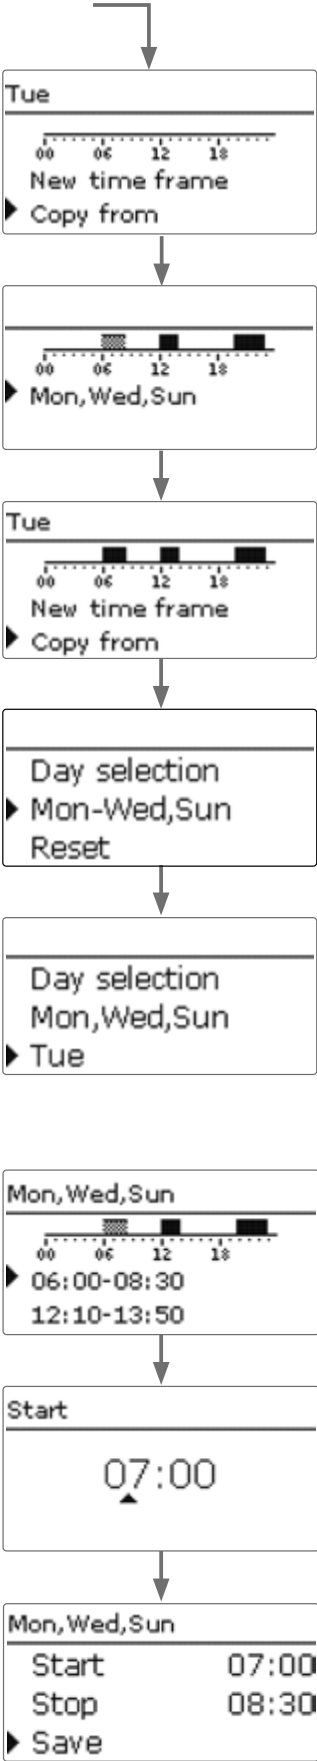 Tue
00 06 12 18
New time frame
Copy from
00 06 12 18
Mon,Wed,Sun
Tue
00 06 12 18
New time frame
Copy from
Day selection
Mon-Wed,Sun
Reset
Day selection
Mon,Wed,Sun
Tue
Mon,Wed,Sun
00 06 12 18
06:00-08:30
12:10-13:50
Start
07:00
Mon,Wed,Sun
Start 07:00
Stop 08:30
Save